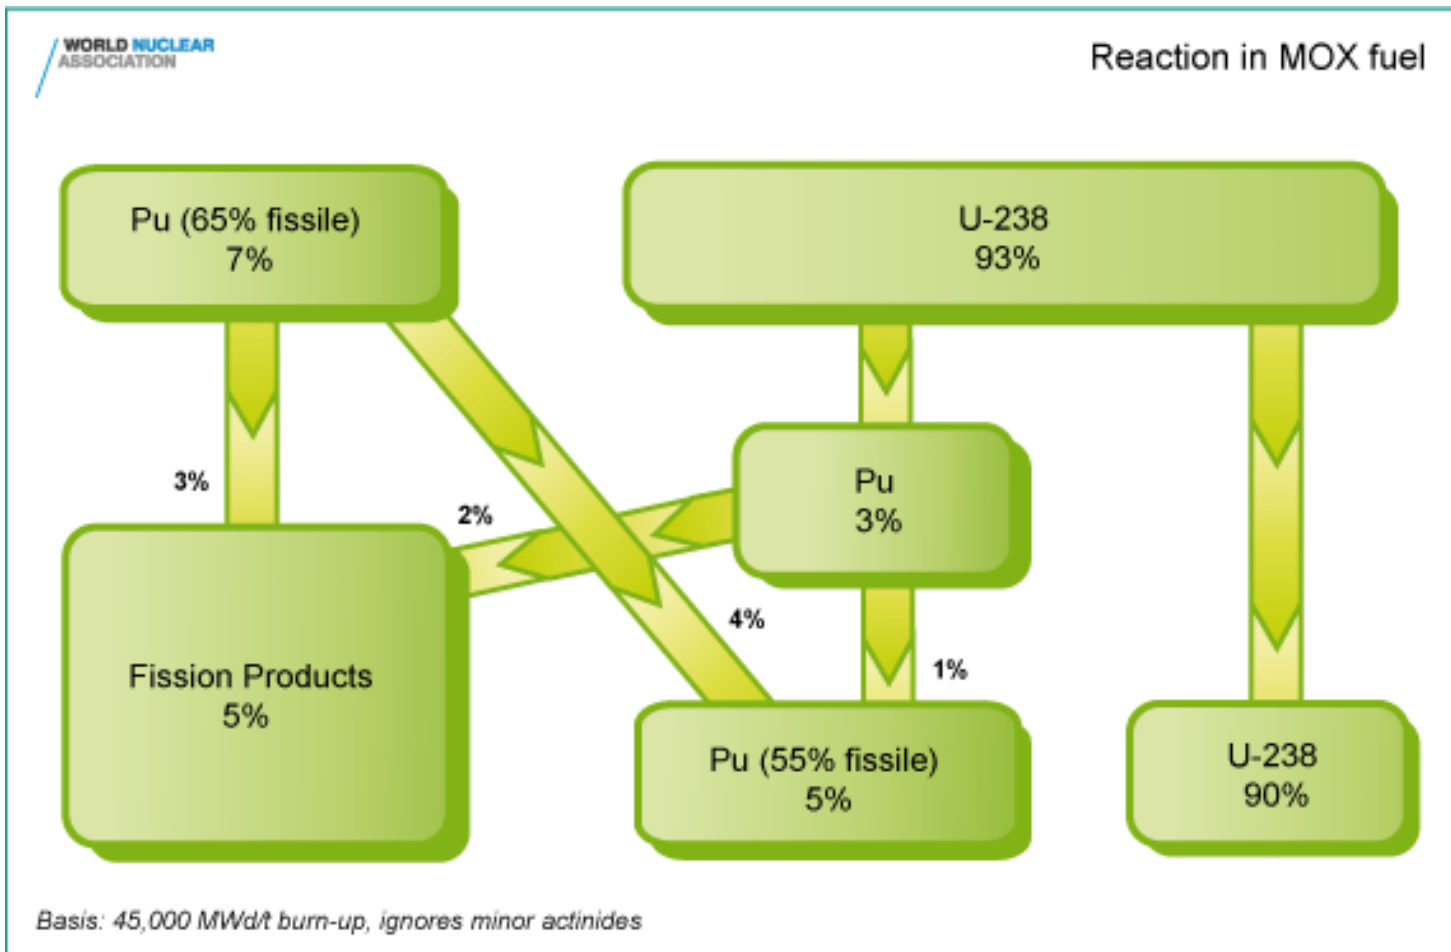 WORLD NUCLEAR
ASSOCIATION
Reaction in MOX fuel
Pu (65% fissile)
7%
U-238
93%
3%
2%
Pu
3%
4%
1%
Fission Products
5%
Pu (55% fissile)
5%
U-238
90%
Basis: 45,000 MWd/t burn-up, ignores minor actinides